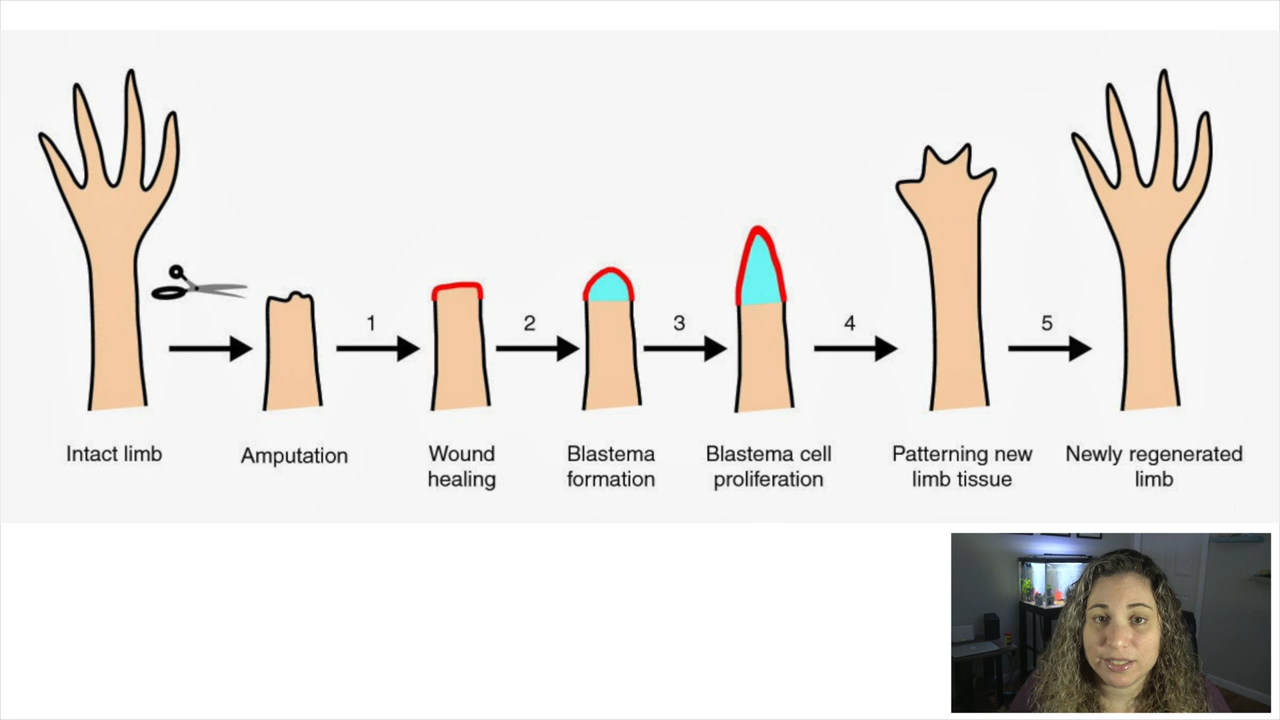 1
2
3
4
5
Intact limb
Amputation
Wound
healing
Blastema
formation
Blastema cell
proliferation
Patterning new
limb tissue
Newly regenerated
limb